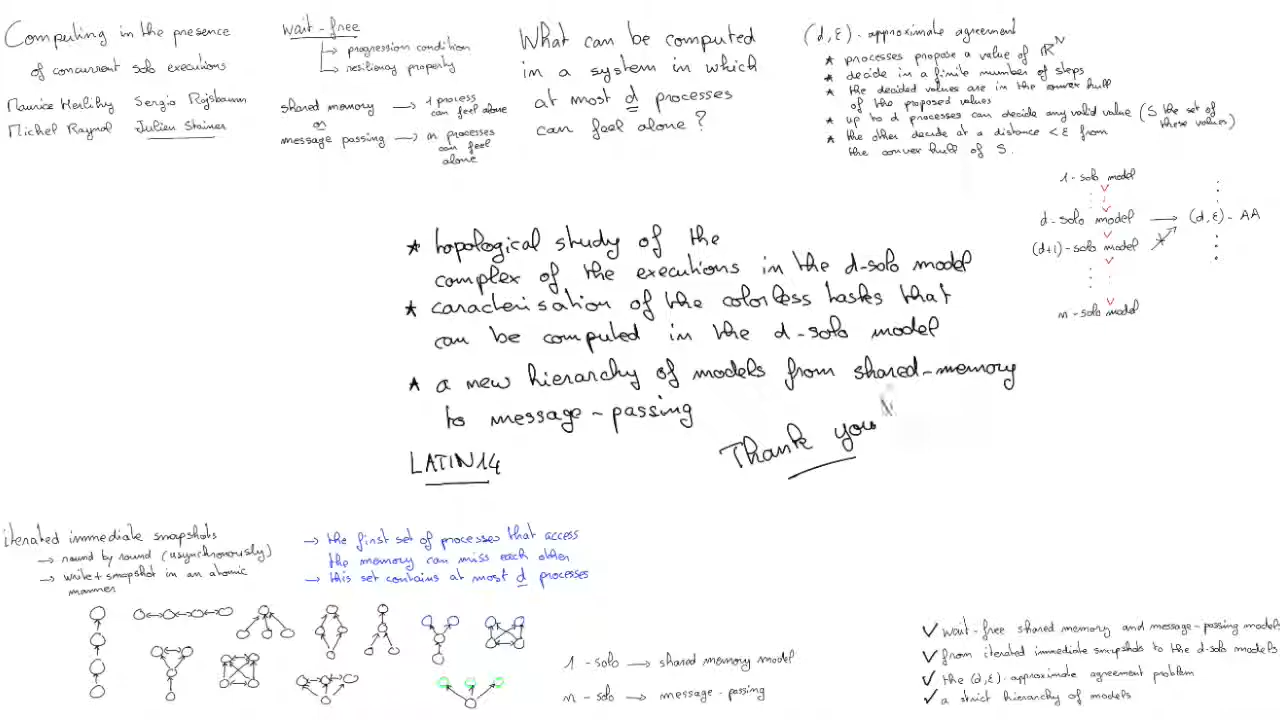 Computing in the presence
of concurrent solo executions
Maurice Herlihy Sergio Rajsbaum
Michel Raynal Julien Stainer
wait-free
→ progression condition
→ resiliency property
shared memory → 1 process can feel alone
or
message passing → n processes can feel alone
What can be computed
in a system in which
at most d processes
can feel alone?
(d, ε)-approximate agreement
* processes propose a value of ℝᴺ
* decide in a finite number of steps
* the decided values are in the convex hull
of the proposed values
* up to d processes can decide any valid value (S the set of these values)
* the other decide at a distance < ε from
the convex hull of S.
1-solo model
d-solo model → (d, ε)-AA
(d+1)-solo model
n-solo model
* topological study of the
complex of the executions in the d-solo model
* caracterisation of the colorless tasks that
can be computed in the d-solo model
* a new hierarchy of models from shared-memory
to message-passing
Thank you
LATIN14
iterated immediate snapshots
→ round by round (asynchronously)
→ write + snapshot in an atomic
manner
→ the first set of processes that access
the memory can miss each other
→ this set contains at most d processes
1-solo → shared memory model
n-solo → message-passing
✓ wait-free shared memory and message-passing models
✓ from iterated immediate snapshots to the d-solo models
✓ the (d, ε)-approximate agreement problem
✓ a strict hierarchy of models